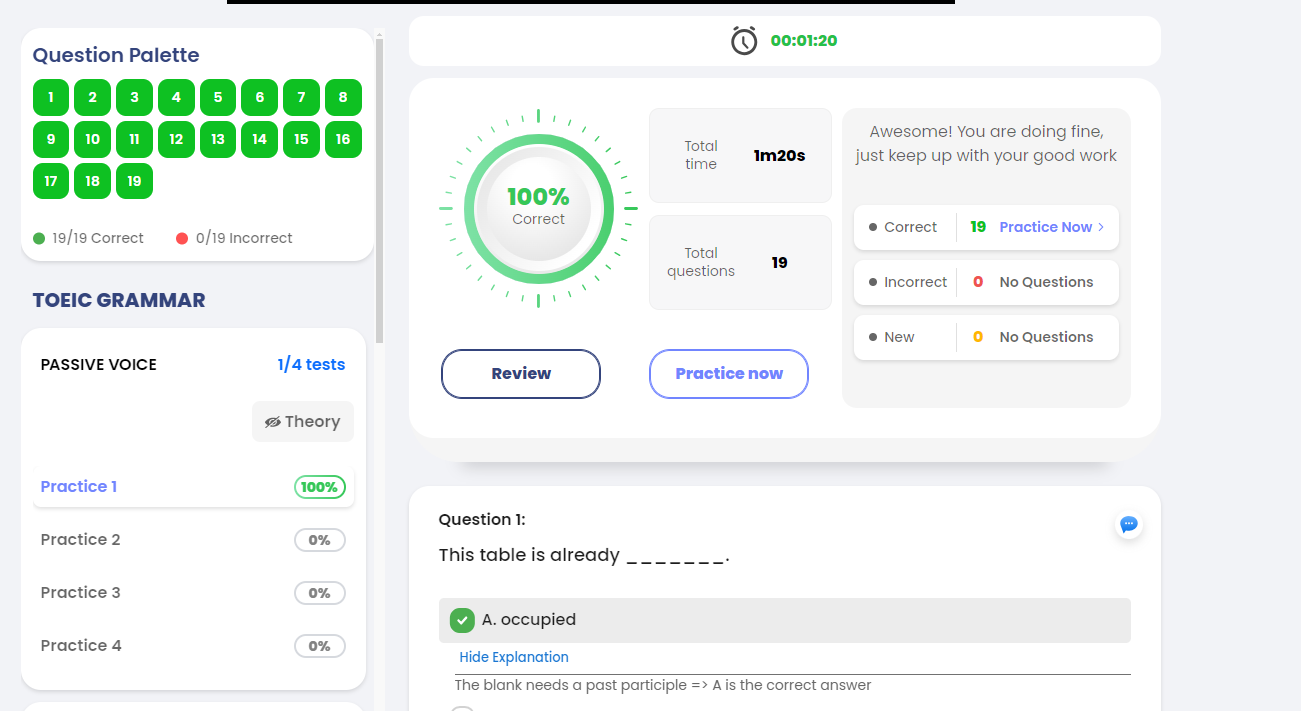 Question Palette
1 2 3 4 5 6 7 8
9 10 11 12 13 14 15 16
17 18 19
19/19 Correct 0/19 Incorrect
TOEIC GRAMMAR
PASSIVE VOICE 1/4 tests
Theory
Practice 1 100%
Practice 2 0%
Practice 3 0%
Practice 4 0%
00:01:20
100%
Correct
Total
time
1m20s
Total
questions
19
Review
Practice now
Awesome! You are doing fine,
just keep up with your good work
Correct 19 Practice Now
Incorrect 0 No Questions
New 0 No Questions
Question 1:
This table is already _______.
A. occupied
Hide Explanation
The blank needs a past participle => A is the correct answer